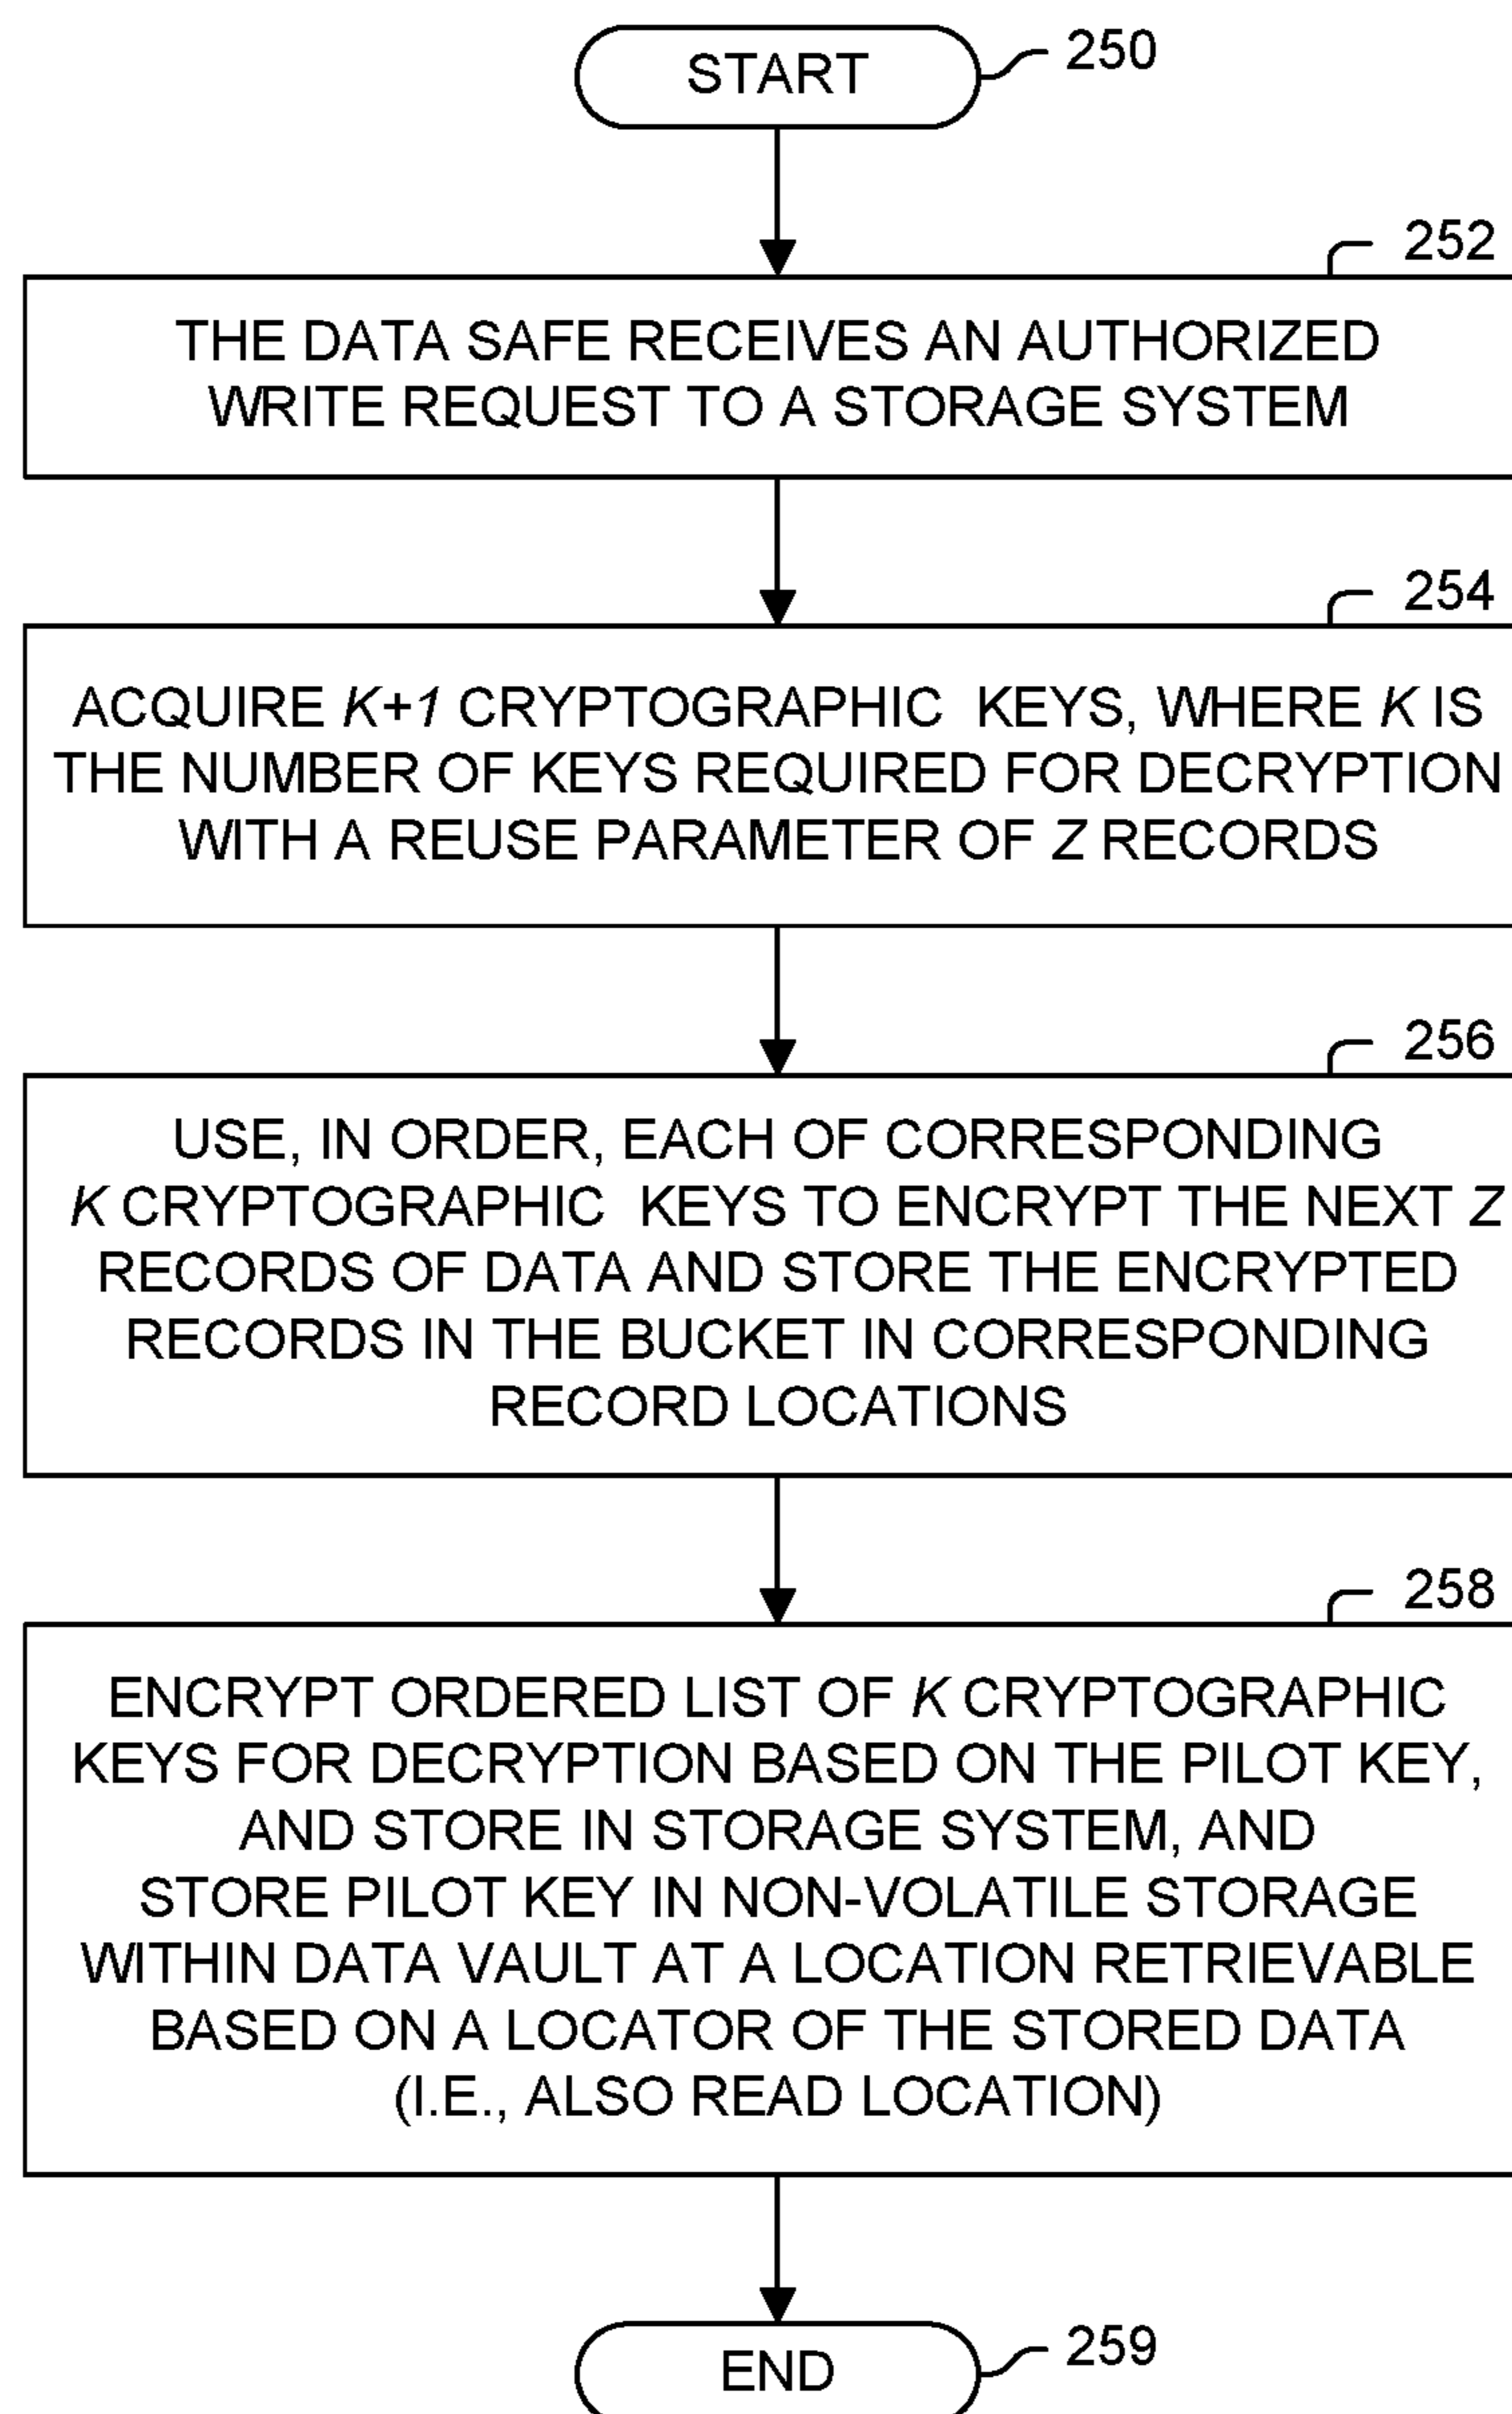 START
250
252
THE DATA SAFE RECEIVES AN AUTHORIZED
WRITE REQUEST TO A STORAGE SYSTEM
254
ACQUIRE K+1 CRYPTOGRAPHIC KEYS, WHERE K IS
THE NUMBER OF KEYS REQUIRED FOR DECRYPTION
WITH A REUSE PARAMETER OF Z RECORDS
256
USE, IN ORDER, EACH OF CORRESPONDING
K CRYPTOGRAPHIC KEYS TO ENCRYPT THE NEXT Z
RECORDS OF DATA AND STORE THE ENCRYPTED
RECORDS IN THE BUCKET IN CORRESPONDING
RECORD LOCATIONS
258
ENCRYPT ORDERED LIST OF K CRYPTOGRAPHIC
KEYS FOR DECRYPTION BASED ON THE PILOT KEY,
AND STORE IN STORAGE SYSTEM, AND
STORE PILOT KEY IN NON-VOLATILE STORAGE
WITHIN DATA VAULT AT A LOCATION RETRIEVABLE
BASED ON A LOCATOR OF THE STORED DATA
(I.E., ALSO READ LOCATION)
END
259